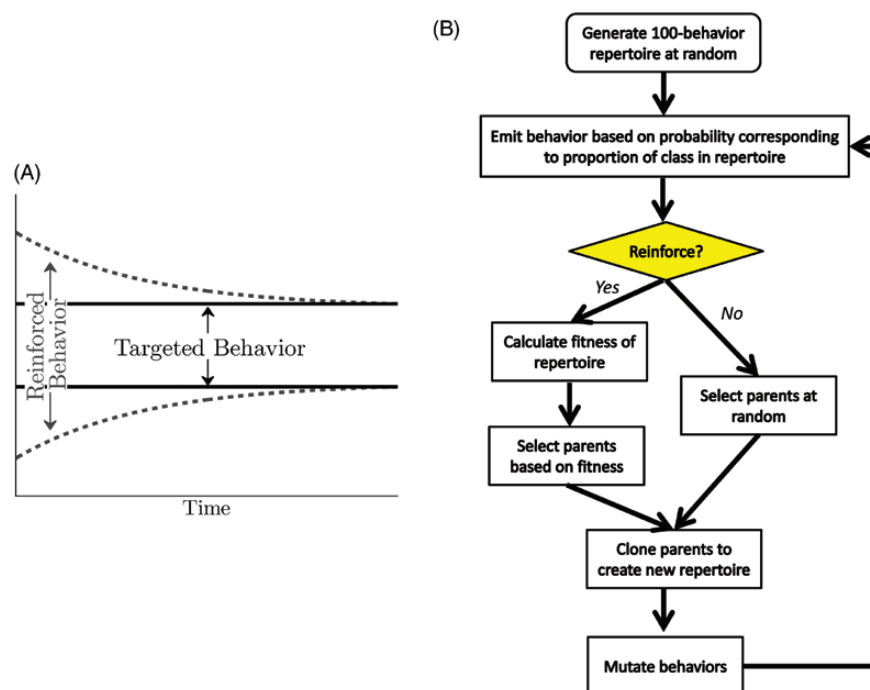 (A)
Reinforced
Behavior
Targeted Behavior
Time
(B)
Generate 100-behavior
repertoire at random
Emit behavior based on probability corresponding
to proportion of class in repertoire
Reinforce?
Yes
No
Calculate fitness of
repertoire
Select parents at
random
Select parents
based on fitness
Clone parents to
create new repertoire
Mutate behaviors